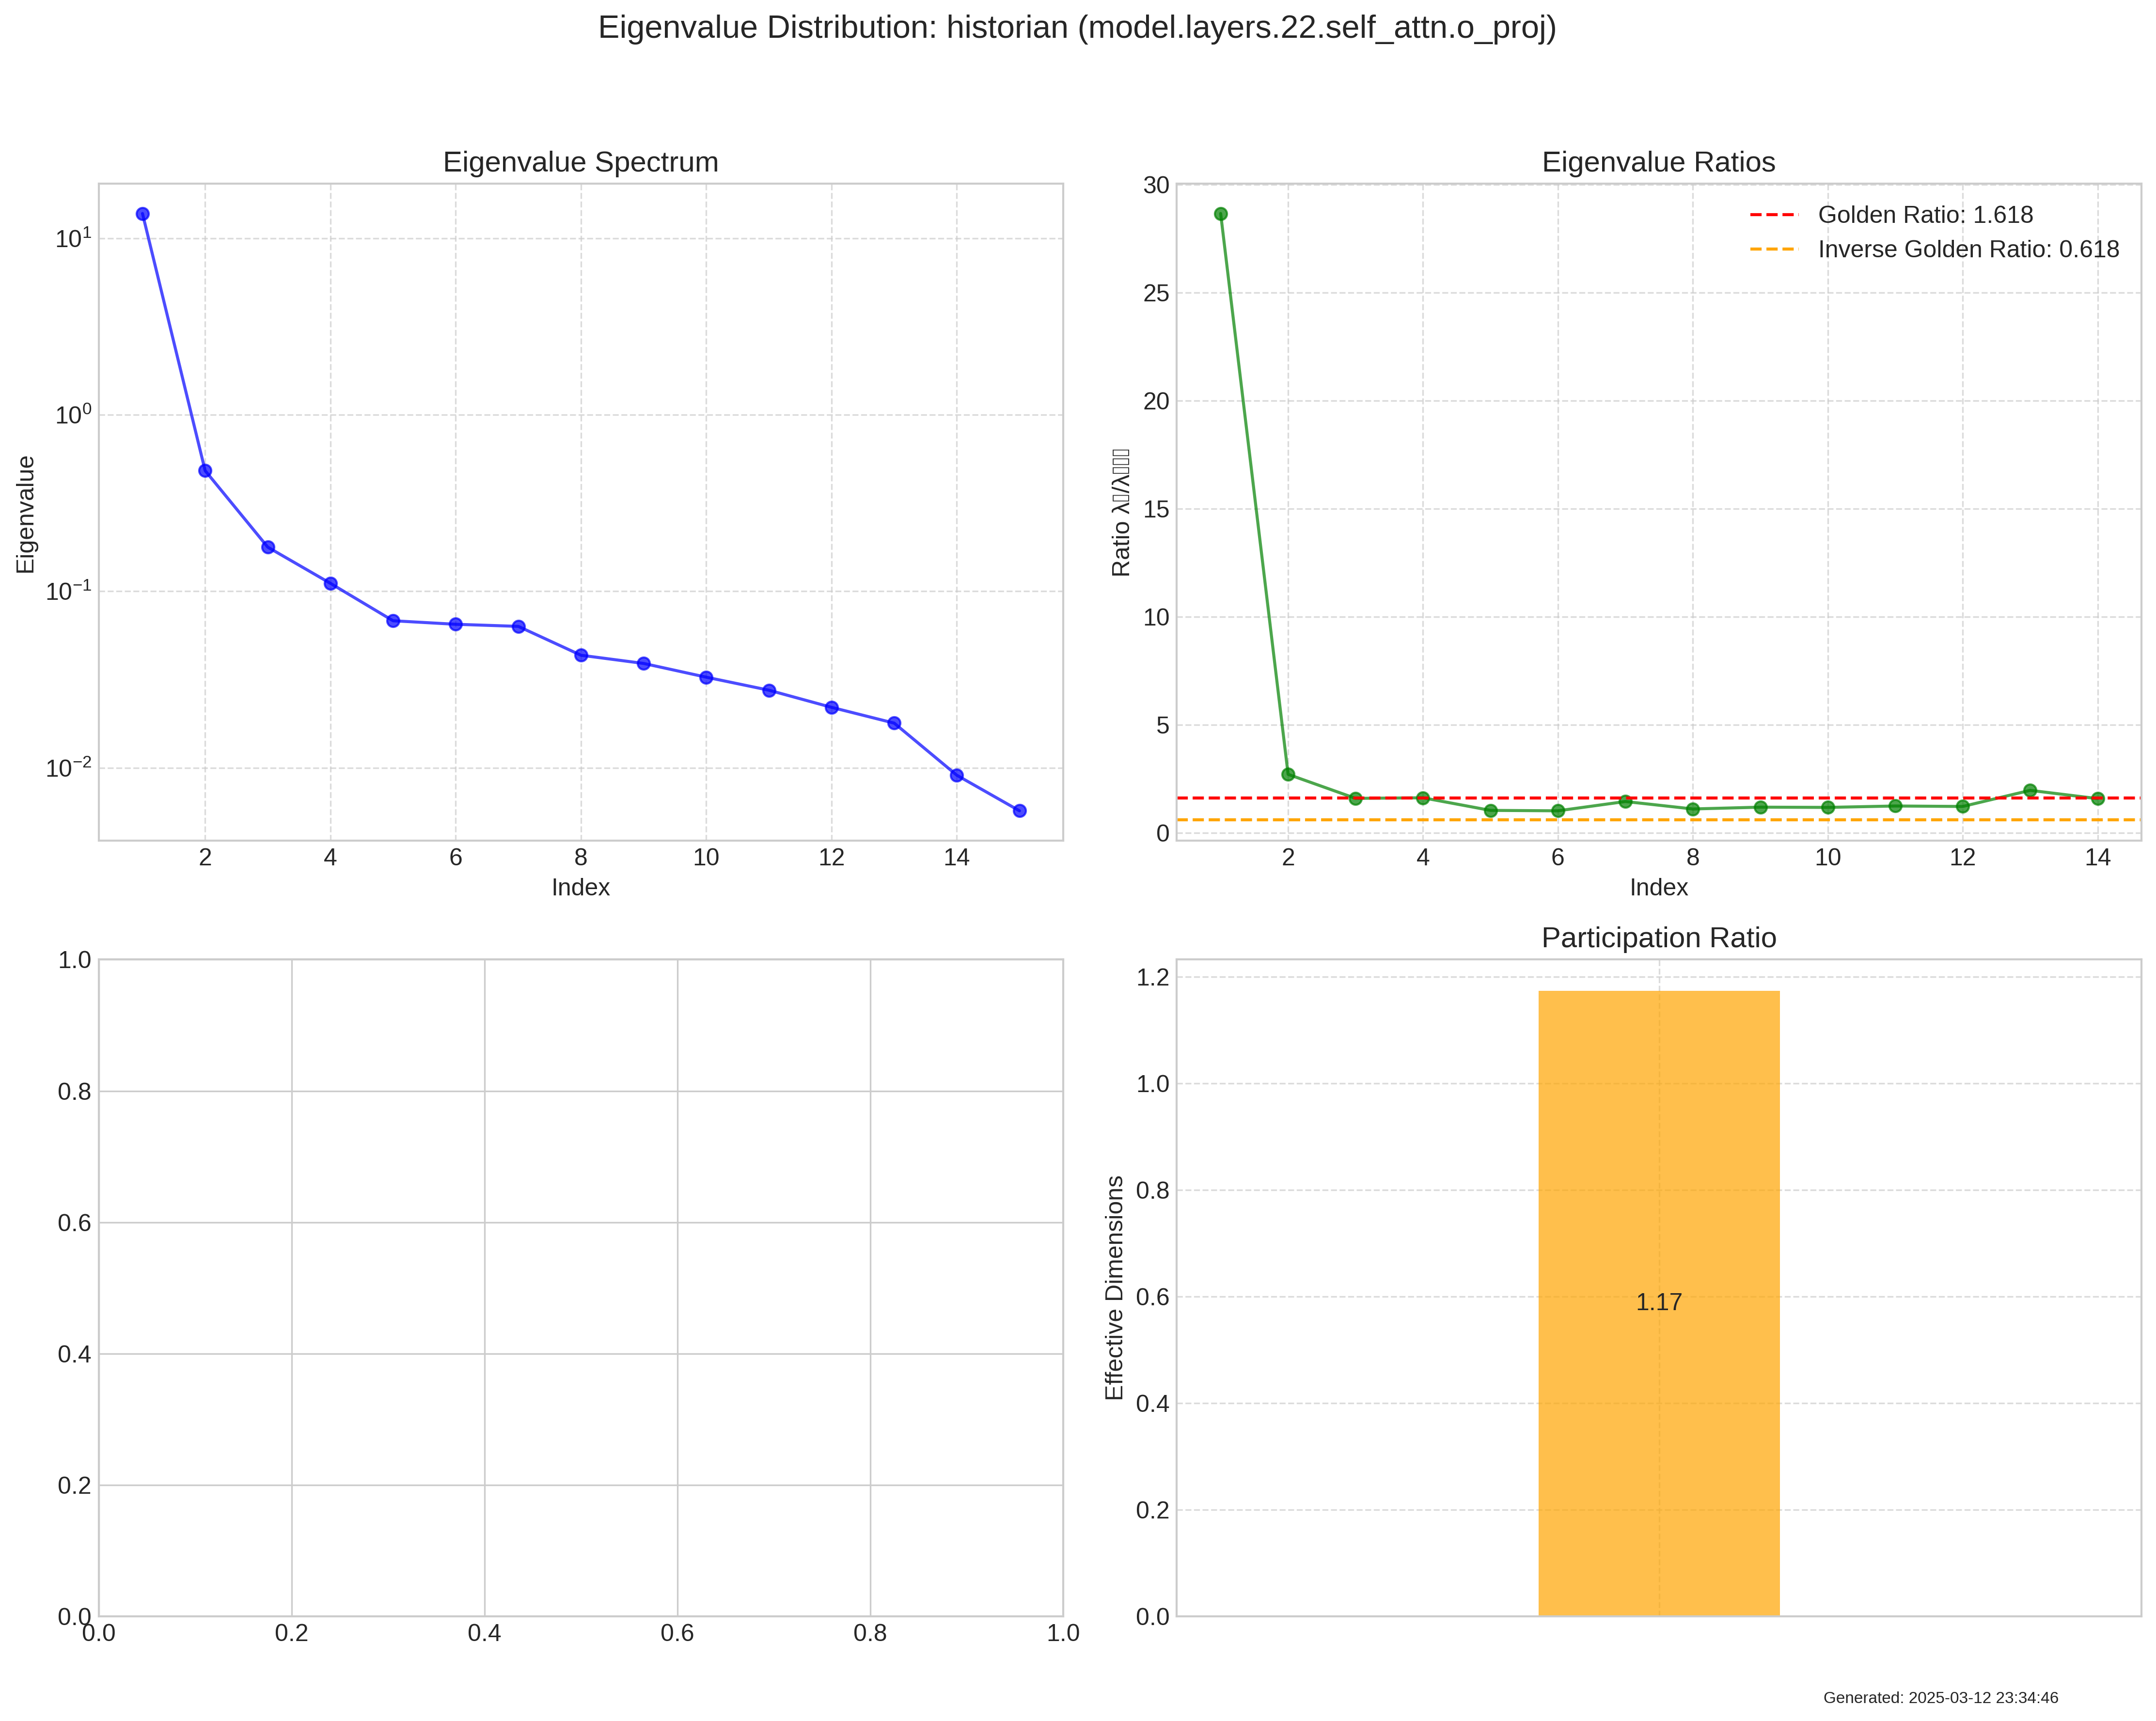 Eigenvalue Distribution: historian (model.layers.22.self_attn.o_proj)
Eigenvalue Spectrum
Eigenvalue
10¹
10⁰
10⁻¹
10⁻²
2 4 6 8 10 12 14
Index
Eigenvalue Ratios
Ratio λ▯/λ▯▯▯
30
25
20
15
10
5
0
Golden Ratio: 1.618
Inverse Golden Ratio: 0.618
2 4 6 8 10 12 14
Index
1.0
0.8
0.6
0.4
0.2
0.0
0.0 0.2 0.4 0.6 0.8 1.0
Participation Ratio
Effective Dimensions
1.2
1.0
0.8
0.6
0.4
0.2
0.0
1.17
Generated: 2025-03-12 23:34:46